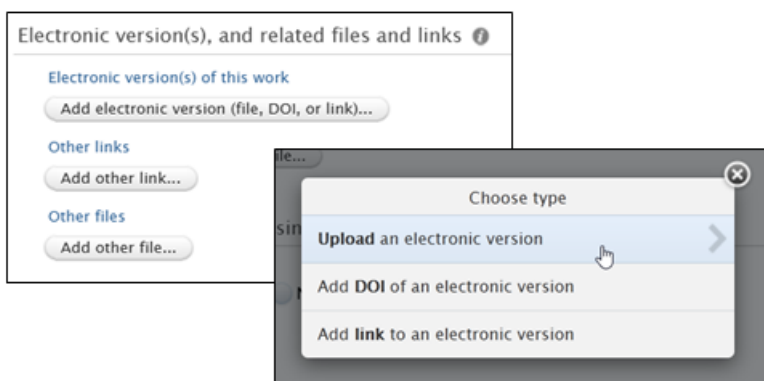 Electronic version(s), and related files and links i
Electronic version(s) of this work
Add electronic version (file, DOI, or link)...
Other links
Add other link...
Other files
Add other file...
Choose type
Upload an electronic version
Add DOI of an electronic version
Add link to an electronic version